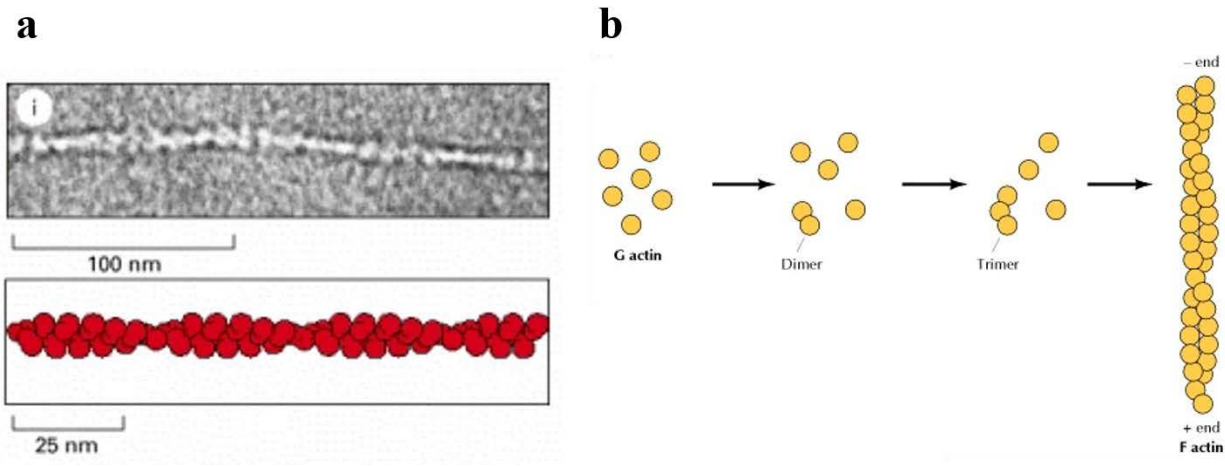 a
b
i
100 nm
25 nm
G actin
Dimer
Trimer
– end
+ end
F actin